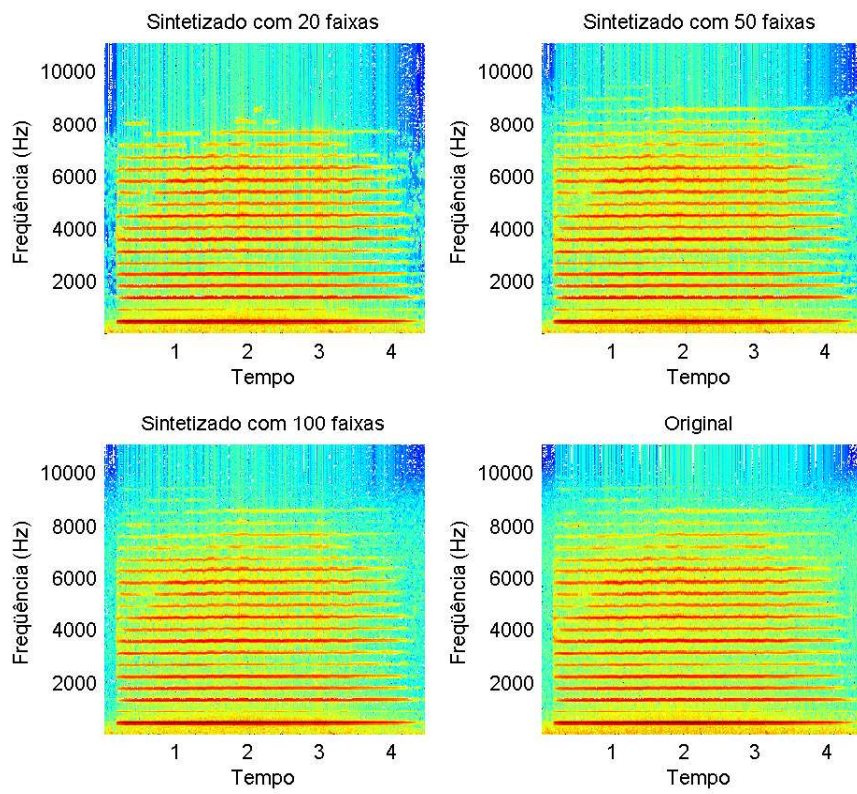 Sintetizado com 20 faixas
Freqüência (Hz)
10000
8000
6000
4000
2000
1 2 3 4
Tempo
Sintetizado com 50 faixas
Freqüência (Hz)
10000
8000
6000
4000
2000
1 2 3 4
Tempo
Sintetizado com 100 faixas
Freqüência (Hz)
10000
8000
6000
4000
2000
1 2 3 4
Tempo
Original
Freqüência (Hz)
10000
8000
6000
4000
2000
1 2 3 4
Tempo